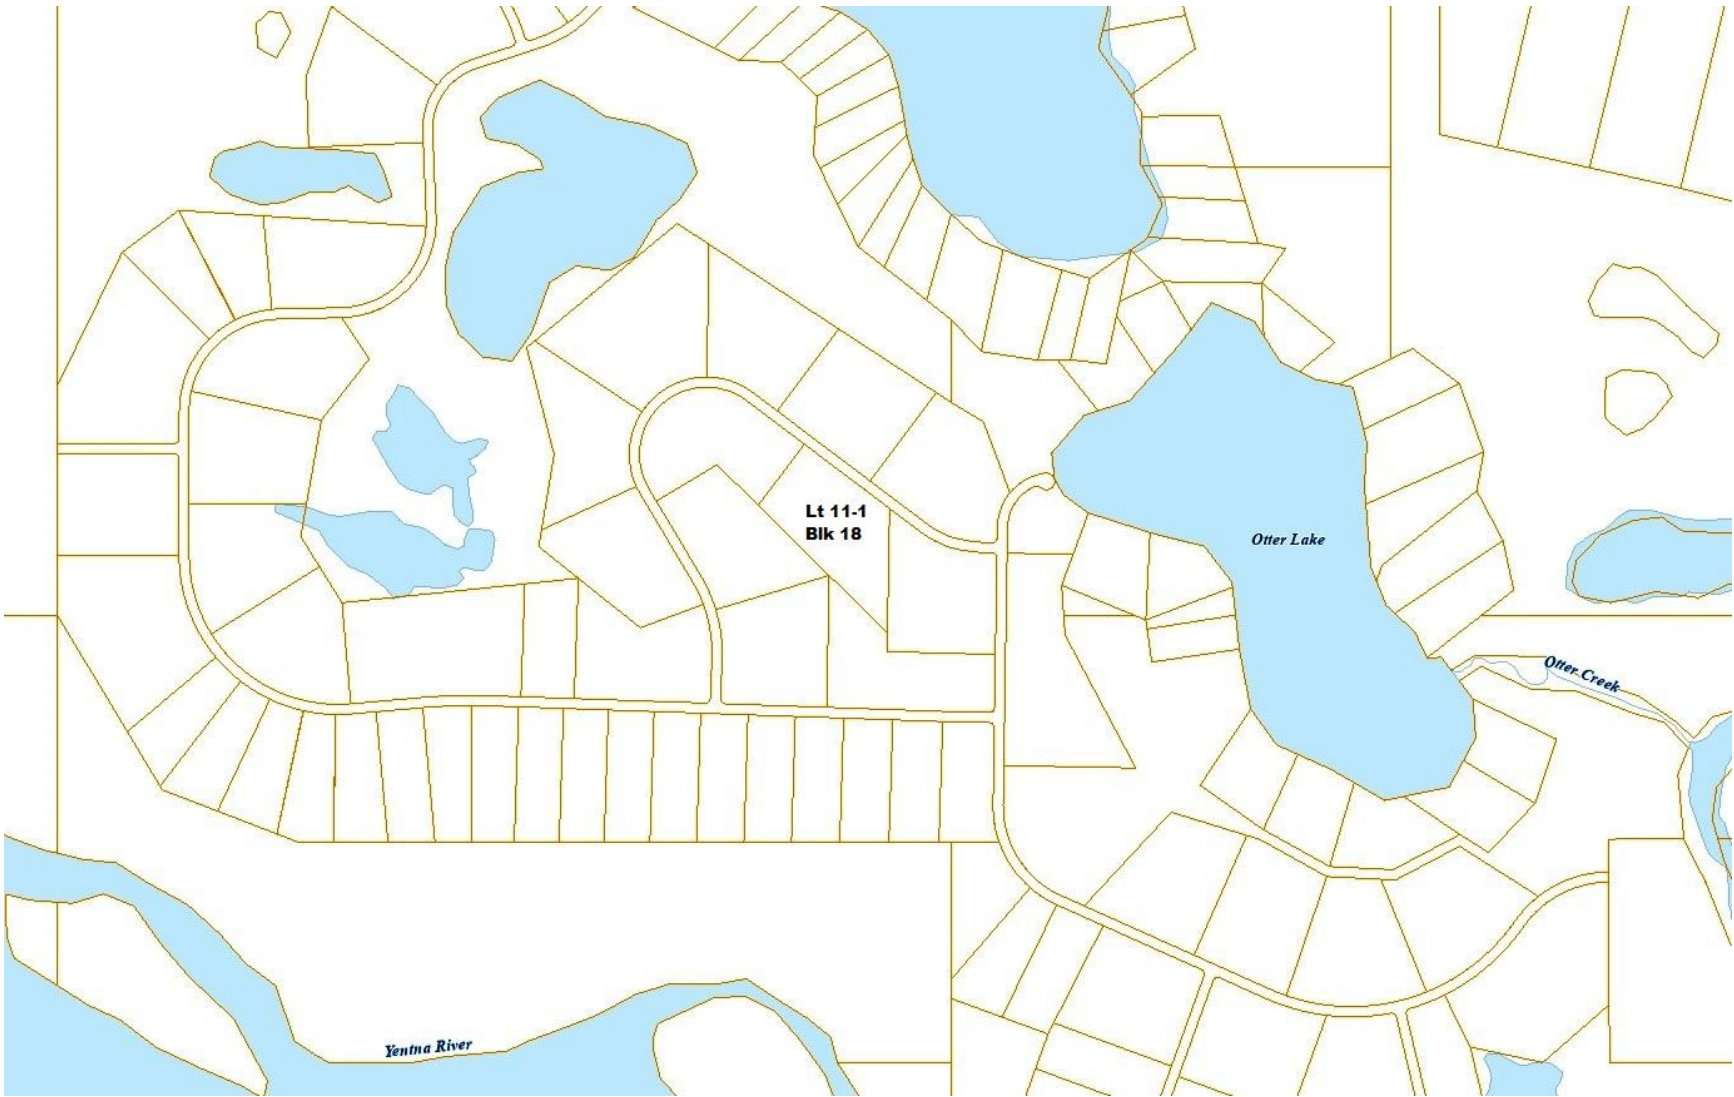 Lt 11-1
Blk 18
Otter Lake
Otter Creek
Yentna River